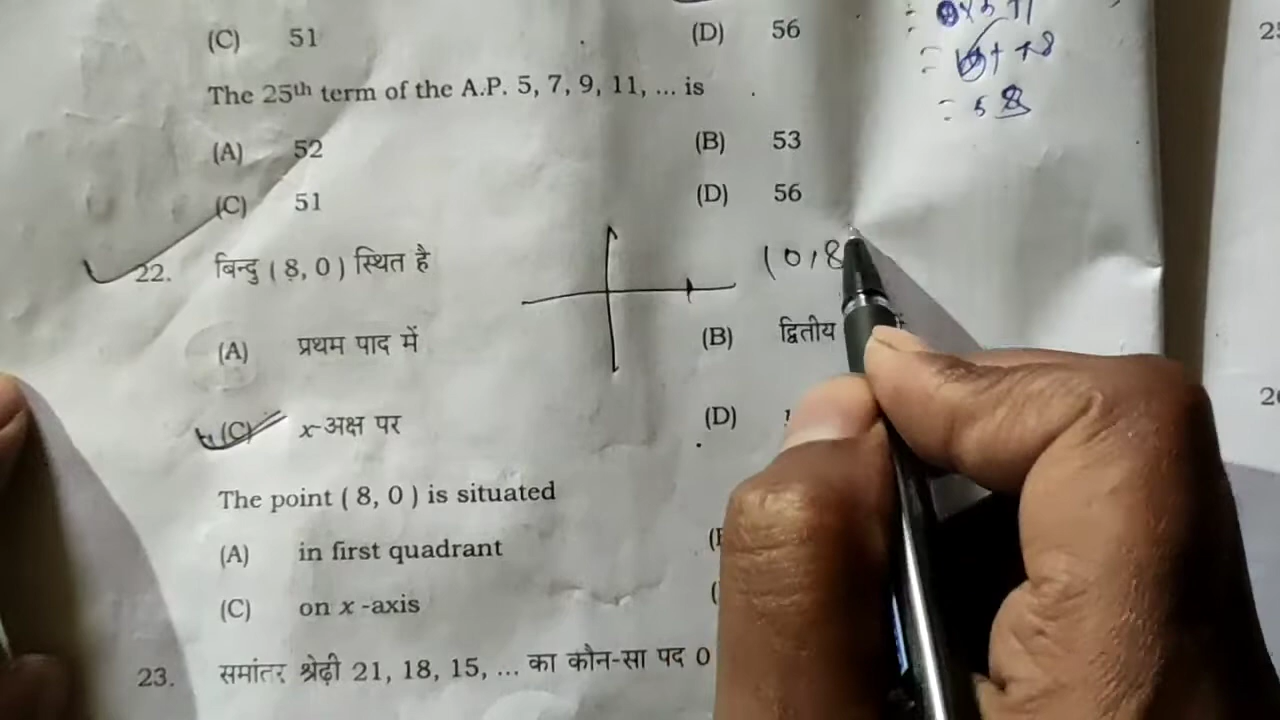 (C) 51 (D) 56
The 25th term of the A.P. 5, 7, 9, 11, ... is
(A) 52 (B) 53
(C) 51 (D) 56
22. बिन्दु ( 8, 0 ) स्थित है
(0,8
(A) प्रथम पाद में (B) द्वितीय
(C) x-अक्ष पर (D)
The point ( 8, 0 ) is situated
(A) in first quadrant
(C) on x -axis
23. समांतर श्रेढ़ी 21, 18, 15, ... का कौन-सा पद 0